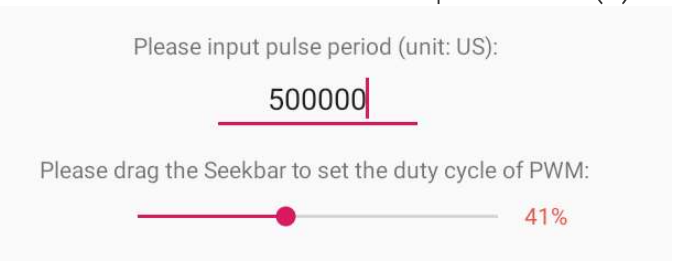 Please input pulse period (unit: US):
500000
Please drag the Seekbar to set the duty cycle of PWM:
41%